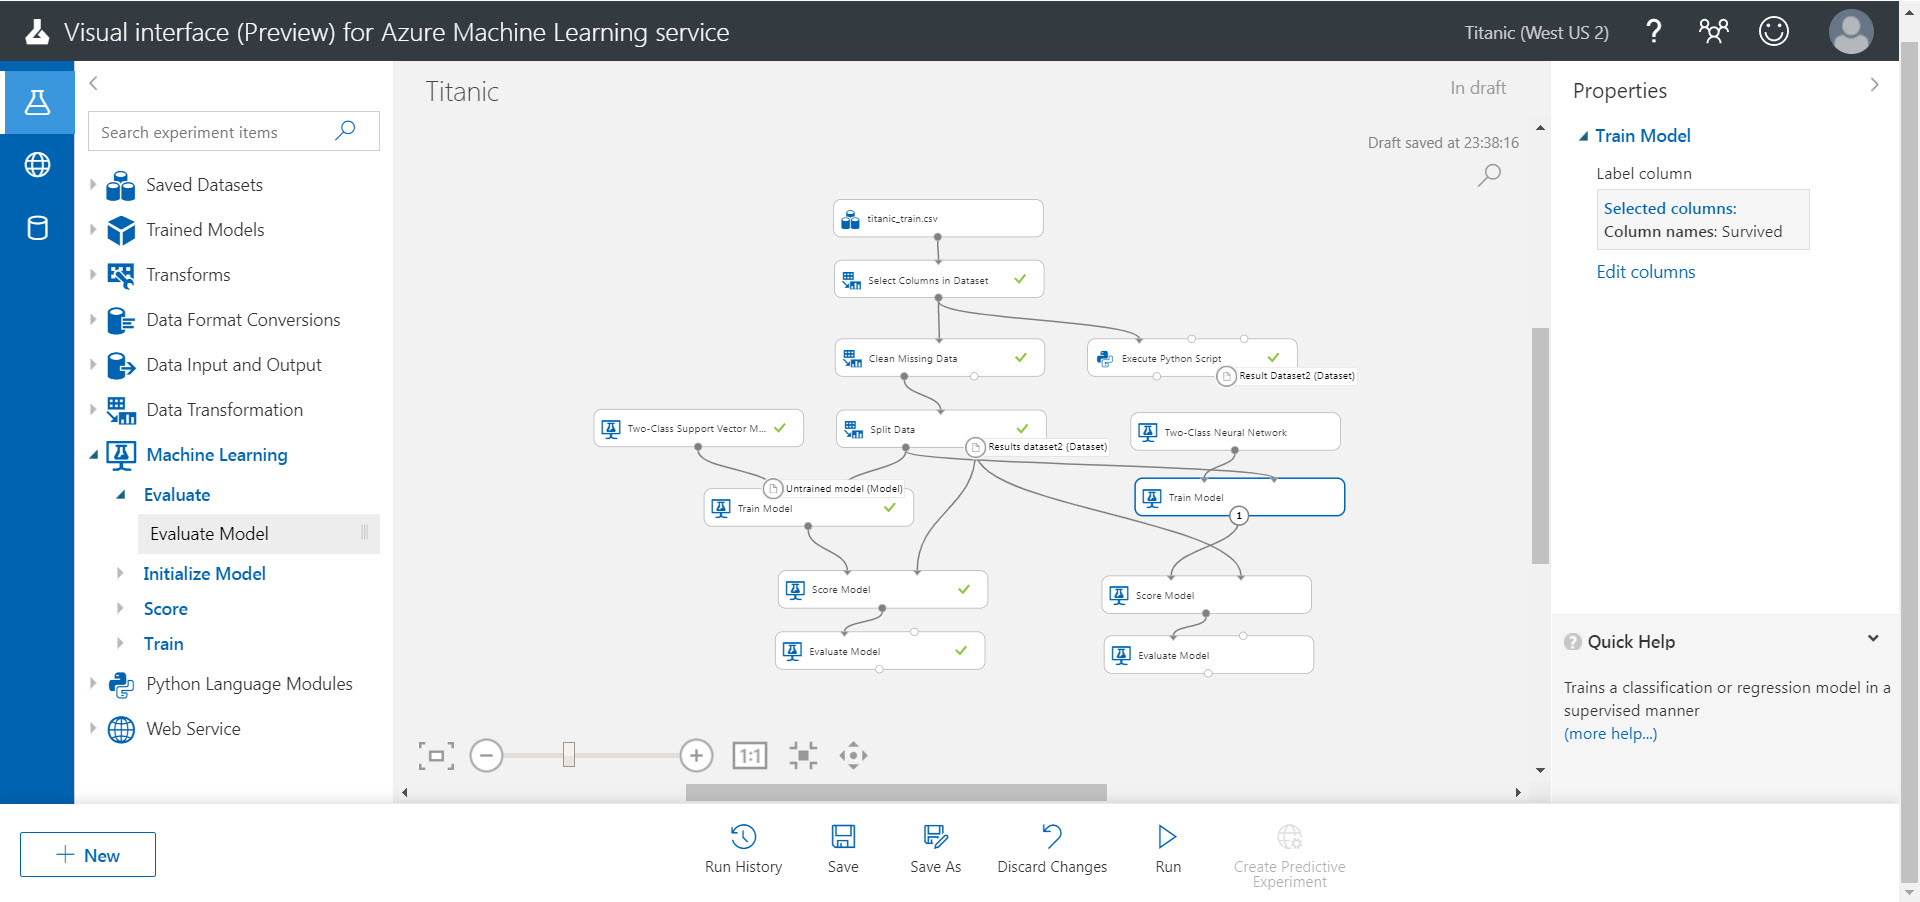 Visual interface (Preview) for Azure Machine Learning service
Titanic (West US 2)
?
Search experiment items
Saved Datasets
Trained Models
Transforms
Data Format Conversions
Data Input and Output
Data Transformation
Machine Learning
Evaluate
Evaluate Model
Initialize Model
Score
Train
Python Language Modules
Web Service
Titanic
In draft
Draft saved at 23:38:16
titanic_train.csv
Select Columns in Dataset
Clean Missing Data
Execute Python Script
Result Dataset2 (Dataset)
Two-Class Support Vector M...
Split Data
Two-Class Neural Network
Results dataset2 (Dataset)
Untrained model (Model)
Train Model
Train Model
1
Score Model
Score Model
Evaluate Model
Evaluate Model
1:1
Properties
Train Model
Label column
Selected columns:
Column names: Survived
Edit columns
? Quick Help
Trains a classification or regression model in a
supervised manner
(more help...)
New
Run History
Save
Save As
Discard Changes
Run
Create Predictive
Experiment